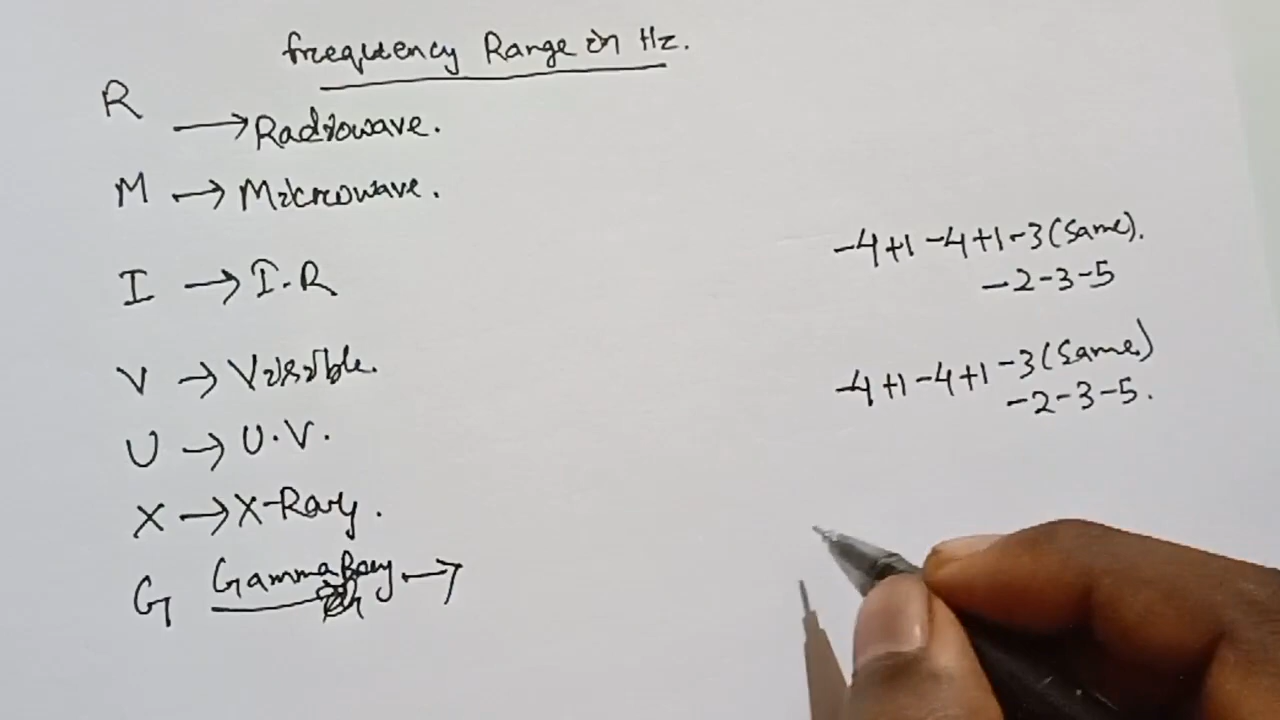 frequency Range in Hz.
R → Radiowave.
M → Microwave.
I → I.R
V → Visible.
U → U.V.
X → X-Ray.
G Gamma Ray →
-4+1-4+1-3(Same).
-2-3-5
-4+1-4+1-3(Same)
-2-3-5.